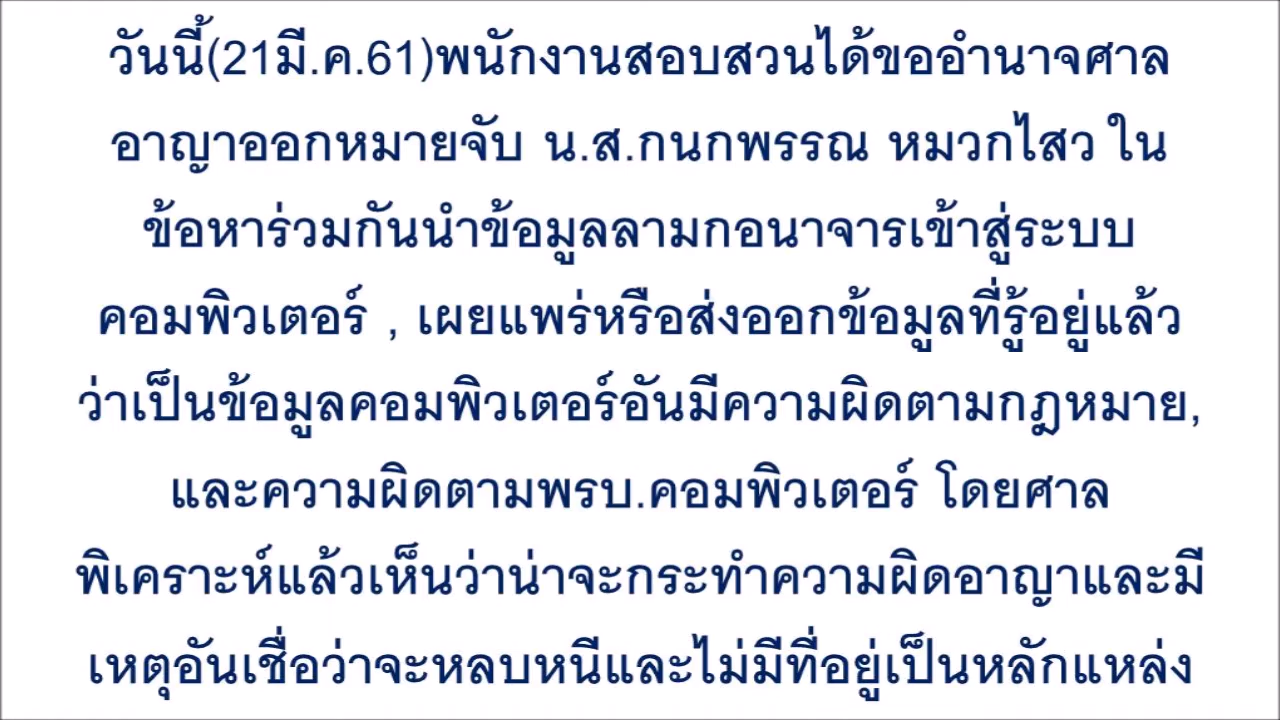 วันนี้(21มี.ค.61)พนักงานสอบสวนได้ขออำนาจศาล
อาญาออกหมายจับ น.ส.กนกพรรณ หมวกไสว ใน
ข้อหาร่วมกันนำข้อมูลลามกอนาจารเข้าสู่ระบบ
คอมพิวเตอร์ , เผยแพร่หรือส่งออกข้อมูลที่รู้อยู่แล้ว
ว่าเป็นข้อมูลคอมพิวเตอร์อันมีความผิดตามกฎหมาย,
และความผิดตามพรบ.คอมพิวเตอร์ โดยศาล
พิเคราะห์แล้วเห็นว่าน่าจะกระทำความผิดอาญาและมี
เหตุอันเชื่อว่าจะหลบหนีและไม่มีที่อยู่เป็นหลักแหล่ง